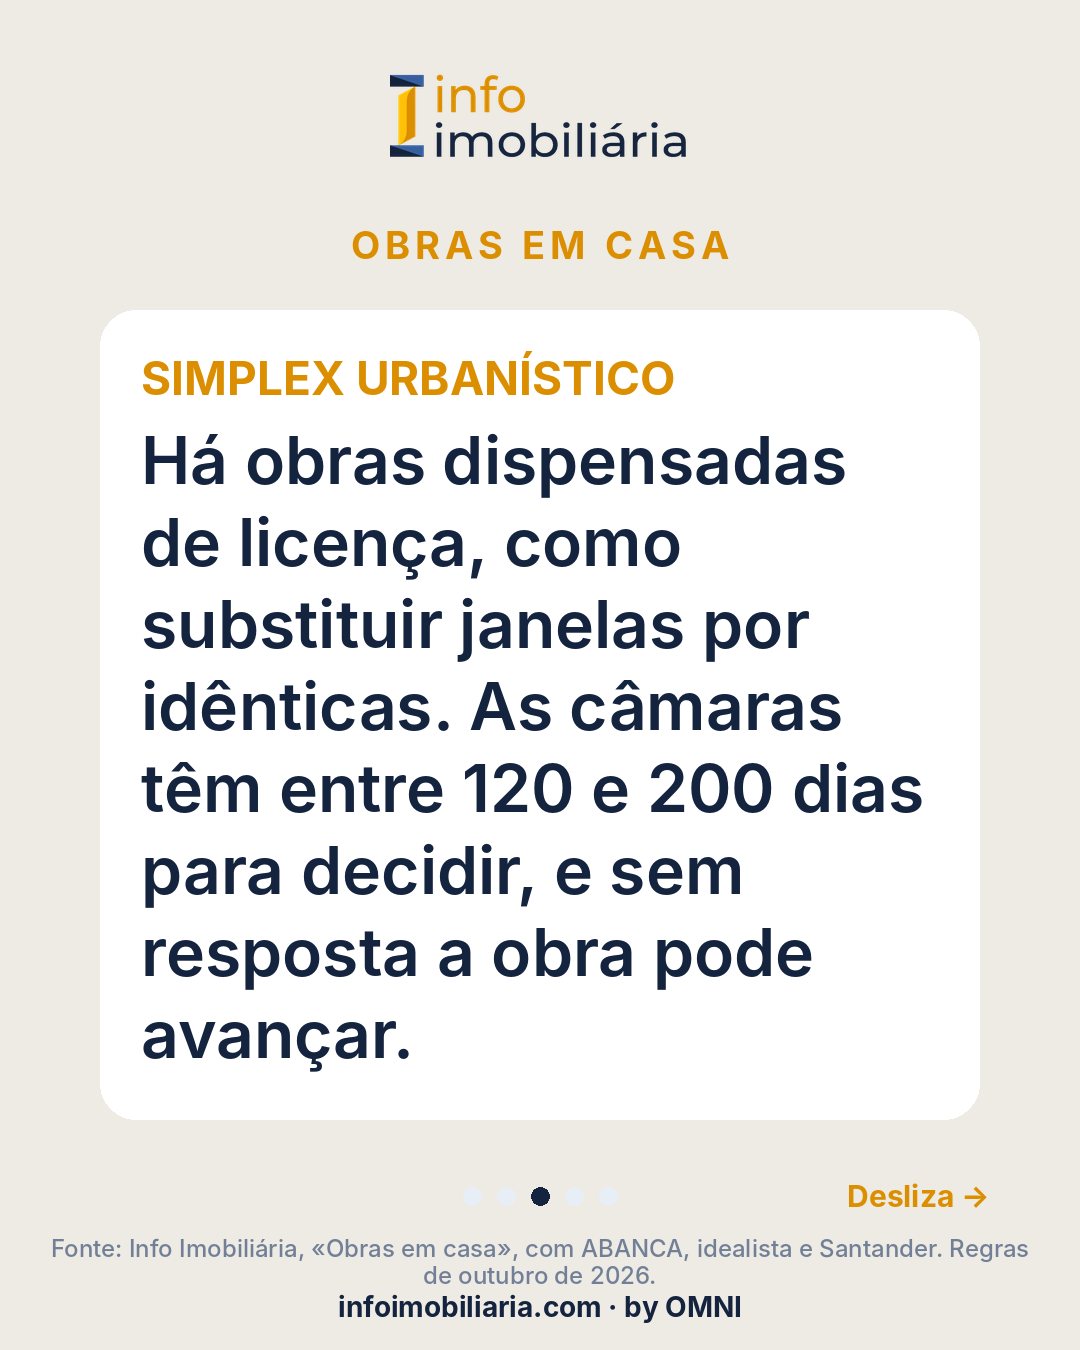 info
imobiliária
OBRAS EM CASA
SIMPLEX URBANÍSTICO
Há obras dispensadas
de licença, como
substituir janelas por
idênticas. As câmaras
têm entre 120 e 200 dias
para decidir, e sem
resposta a obra pode
avançar.
Desliza →
Fonte: Info Imobiliária, «Obras em casa», com ABANCA, idealista e Santander. Regras
de outubro de 2026.
infoimobiliaria.com · by OMNI